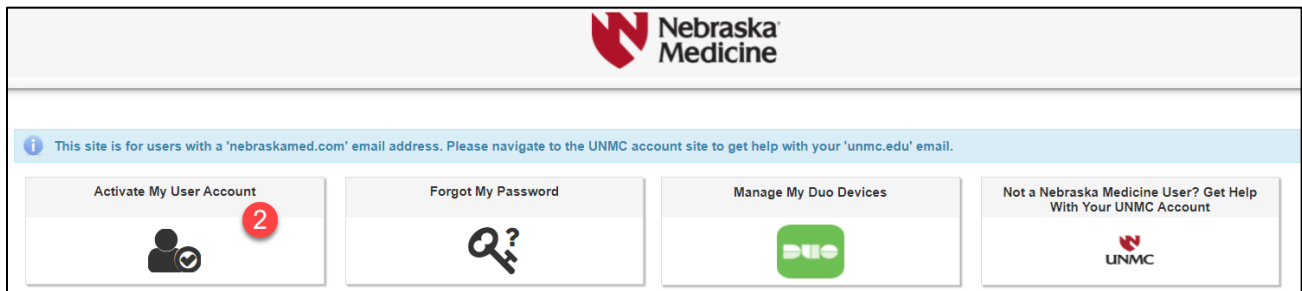 Nebraska
Medicine
This site is for users with a 'nebraskamed.com' email address. Please navigate to the UNMC account site to get help with your 'unmc.edu' email.
Activate My User Account
2
Forgot My Password
?
Manage My Duo Devices
DUO
Not a Nebraska Medicine User? Get Help
With Your UNMC Account
UNMC